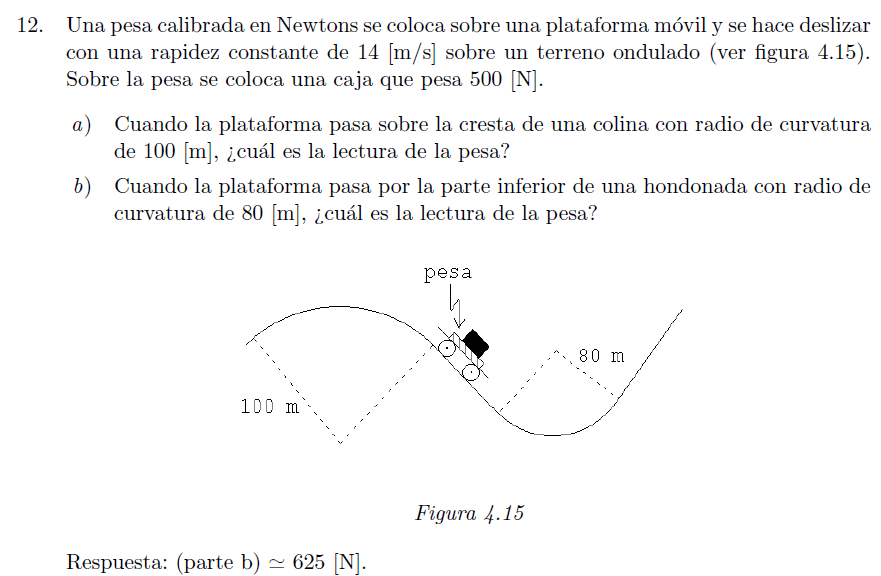 12. Una pesa calibrada en Newtons se coloca sobre una plataforma móvil y se hace deslizar
con una rapidez constante de 14 [m/s] sobre un terreno ondulado (ver figura 4.15).
Sobre la pesa se coloca una caja que pesa 500 [N].
a) Cuando la plataforma pasa sobre la cresta de una colina con radio de curvatura
de 100 [m], ¿cuál es la lectura de la pesa?
b) Cuando la plataforma pasa por la parte inferior de una hondonada con radio de
curvatura de 80 [m], ¿cuál es la lectura de la pesa?
pesa
80 m
100 m
Figura 4.15
Respuesta: (parte b) ≃ 625 [N].